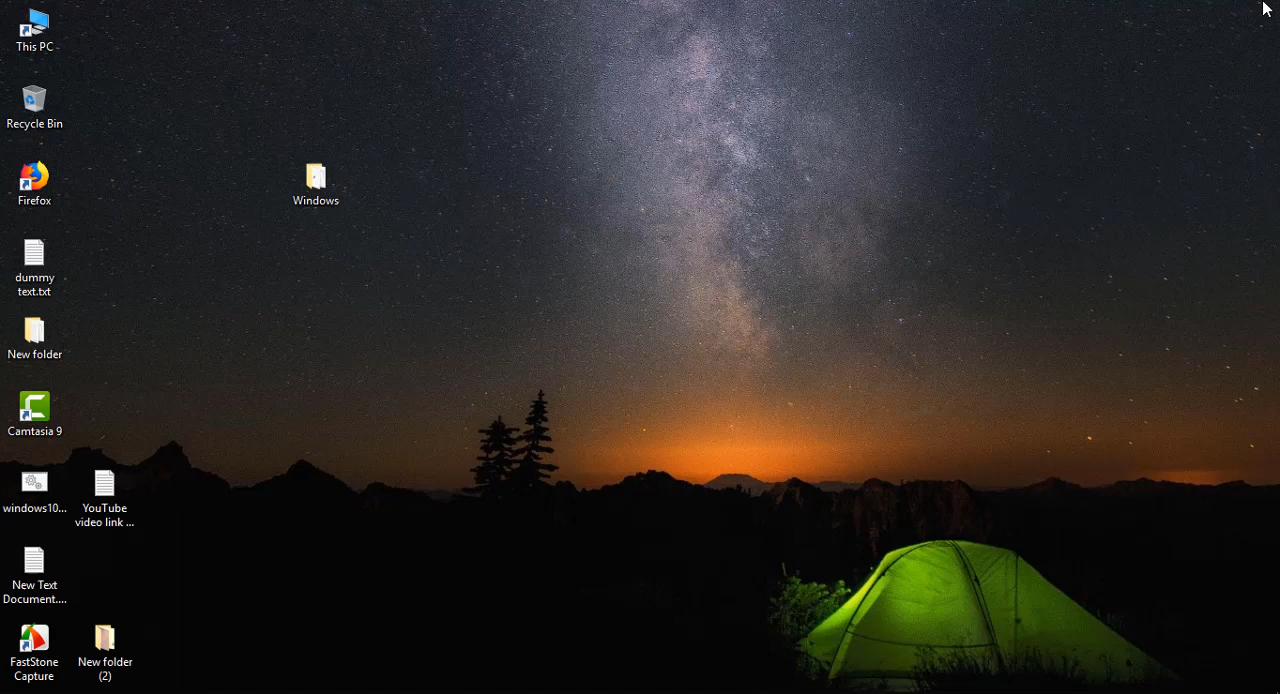 This PC
Recycle Bin
Firefox
Windows
dummy
text.txt
New folder
Camtasia 9
windows10...
YouTube
video link ...
New Text
Document....
FastStone
Capture
New folder
(2)